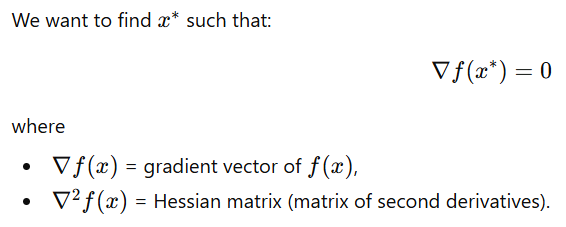 We want to find x* such that:
∇f(x*) = 0
where
• ∇f(x) = gradient vector of f(x),
• ∇²f(x) = Hessian matrix (matrix of second derivatives).